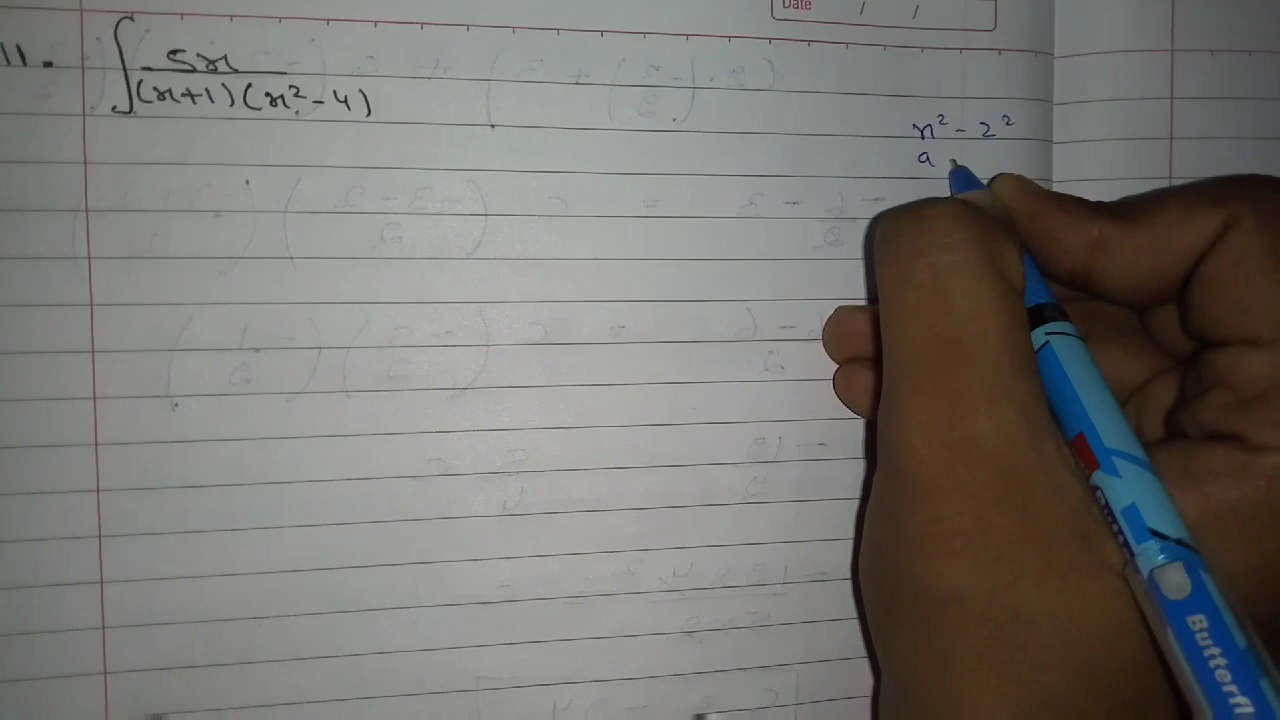 Date / /
11. ∫ 5x
(x+1)(x²-4)
x² - 2²
a
Butterfl